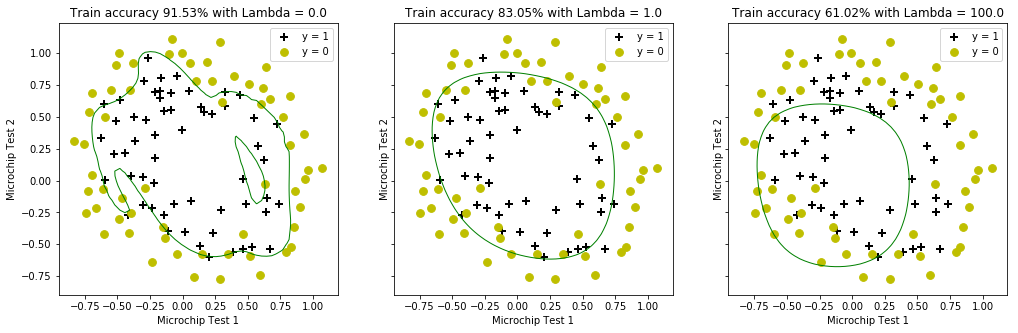 Train accuracy 91.53% with Lambda = 0.0
y = 1
y = 0
Microchip Test 2
1.00
0.75
0.50
0.25
0.00
−0.25
−0.50
−0.75
−0.75 −0.50 −0.25 0.00 0.25 0.50 0.75 1.00
Microchip Test 1
Train accuracy 83.05% with Lambda = 1.0
y = 1
y = 0
Microchip Test 2
−0.75 −0.50 −0.25 0.00 0.25 0.50 0.75 1.00
Microchip Test 1
Train accuracy 61.02% with Lambda = 100.0
y = 1
y = 0
Microchip Test 2
−0.75 −0.50 −0.25 0.00 0.25 0.50 0.75 1.00
Microchip Test 1